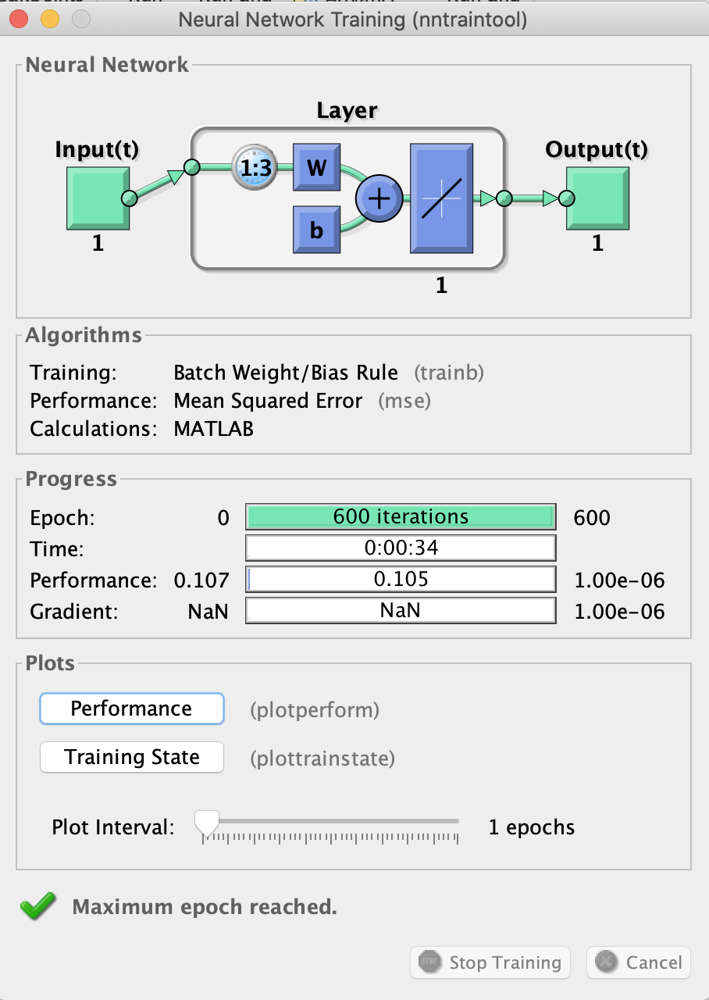 Neural Network Training (nntraintool)
Neural Network
Layer
Input(t)
Output(t)
1:3
W
b
1
1
1
Algorithms
Training: Batch Weight/Bias Rule (trainb)
Performance: Mean Squared Error (mse)
Calculations: MATLAB
Progress
Epoch: 0 600 iterations 600
Time: 0:00:34
Performance: 0.107 0.105 1.00e-06
Gradient: NaN NaN 1.00e-06
Plots
Performance (plotperform)
Training State (plottrainstate)
Plot Interval: 1 epochs
Maximum epoch reached.
STOP Stop Training Cancel